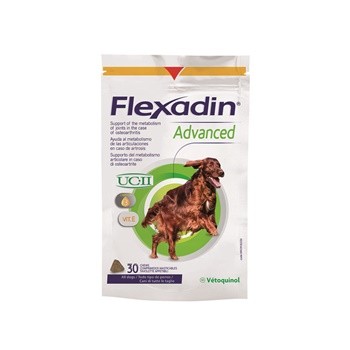 Flexadin®
Advanced
Support of the metabolism
of joints in the case
of osteoarthritis
Ayuda al metabolismo
de las articulaciones
en caso de artrosis
Supporto del metabolismo
articolare in caso di
osteoartrite
UC·II
VIT E
30
Vetoquinol